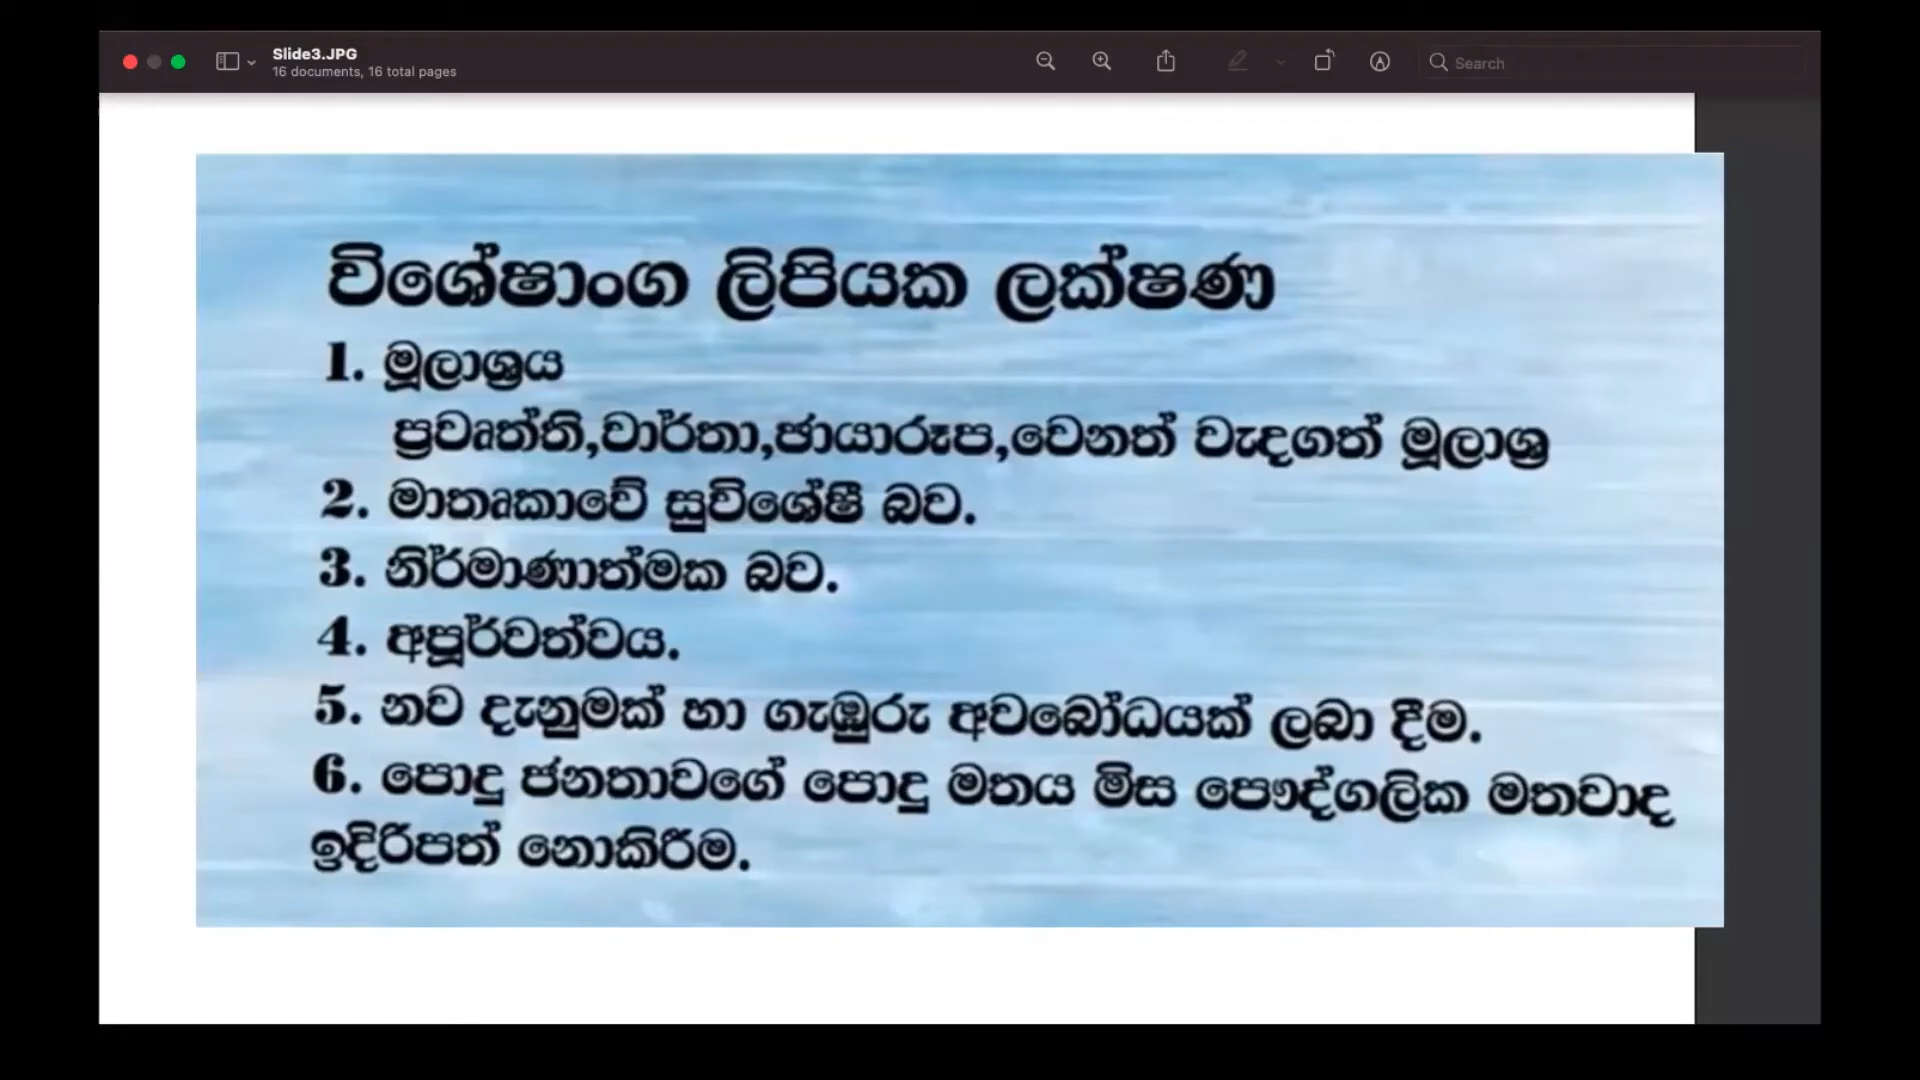 Slide3.JPG
16 documents, 16 total pages
Search
විශේෂාංග ලිපියක ලක්ෂණ
1. මූලාශ්‍රය
ප්‍රවෘත්ති,වාර්තා,ඡායාරූප,වෙනත් වැදගත් මූලාශ්‍ර
2. මාතෘකාවේ සුවිශේෂී බව.
3. නිර්මාණාත්මක බව.
4. අපූර්වත්වය.
5. නව දැනුමක් හා ගැඹුරු අවබෝධයක් ලබා දීම.
6. පොදු ජනතාවගේ පොදු මතය මිස පෞද්ගලික මතවාද
ඉදිරිපත් නොකිරීම.